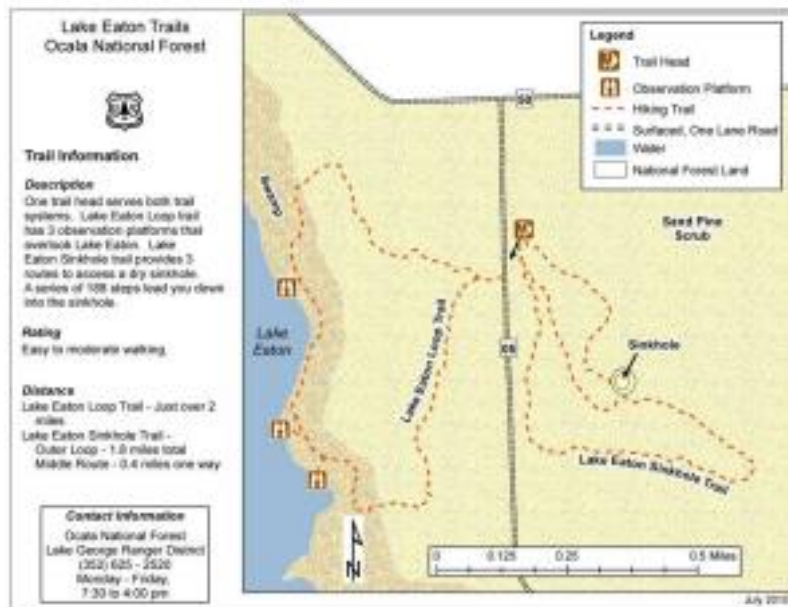 Lake Eaton Trails
Ocala National Forest
Trail Information
Description
One trail head serves both trail
systems. Lake Eaton Loop trail
has 3 observation platforms that
overlook Lake Eaton. Lake
Eaton Sinkhole trail provides 3
routes to access a dry sinkhole.
A series of 188 steps lead you down
into the sinkhole.
Rating
Easy to moderate walking.
Distance
Lake Eaton Loop Trail - Just over 2
miles
Lake Eaton Sinkhole Trail -
Outer Loop - 1.8 miles total
Middle Route - 0.4 miles one way
Contact Information
Ocala National Forest
Lake George Ranger District
(352) 625 - 2520
Monday - Friday,
7:30 to 4:00 pm
Legend
Trail Head
Observation Platform
Hiking Trail
Surfaced, One Lane Road
Water
National Forest Land
Sand Pine
Scrub
Lake
Eaton
Lake Eaton Loop Trail
Sinkhole
Lake Eaton Sinkhole Trail
N
0 0.125 0.25 0.5 Miles